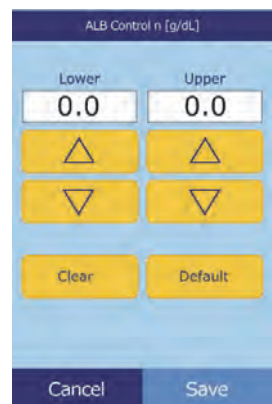 ALB Control n [g/dL]
Lower Upper
0.0 0.0
Clear Default
Cancel Save